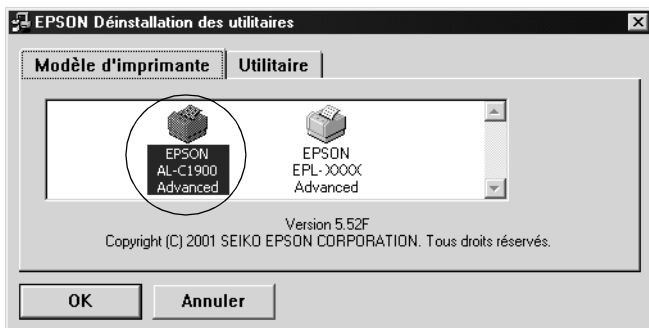 EPSON Déinstallation des utilitaires
Modèle d'imprimante
Utilitaire
EPSON
AL-C1900
Advanced
EPSON
EPL-XXXX
Advanced
Version 5.52F
Copyright (C) 2001 SEIKO EPSON CORPORATION. Tous droits réservés.
OK
Annuler